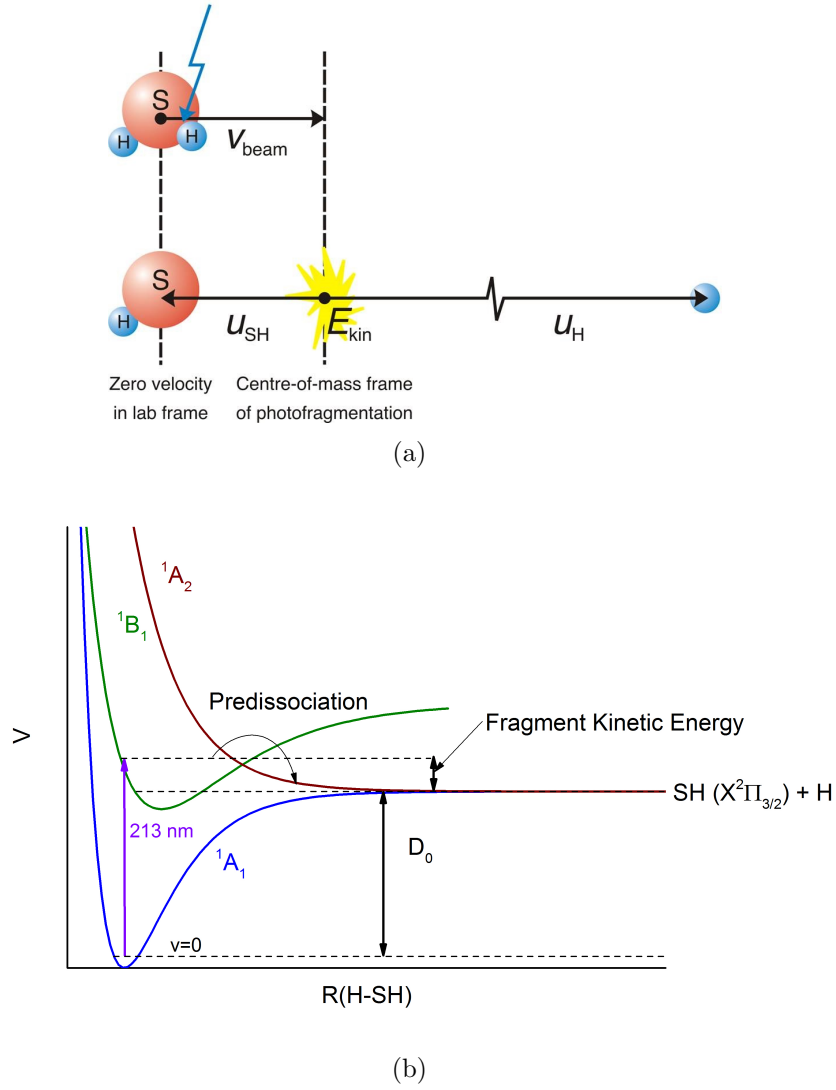 S
H
H
v_beam
S
H
u_SH
E_kin
u_H
Zero velocity
in lab frame
Centre-of-mass frame
of photofragmentation
(a)
¹A₂
¹B₁
Predissociation
Fragment Kinetic Energy
V
SH (X²Π₃/₂) + H
213 nm
¹A₁
D₀
v=0
R(H-SH)
(b)